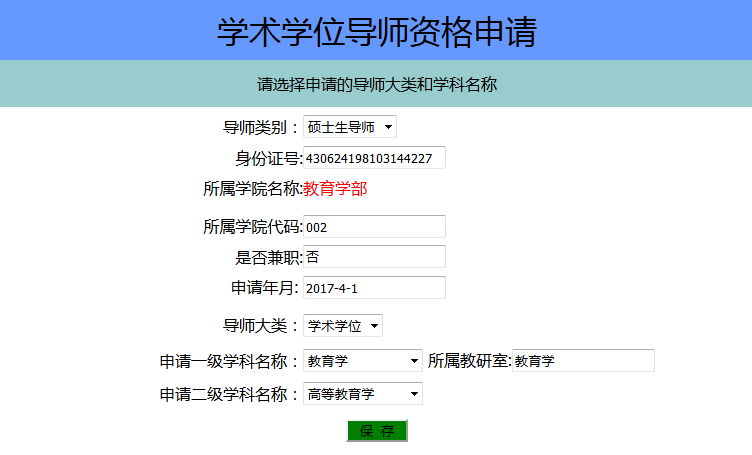 学术学位导师资格申请
请选择申请的导师大类和学科名称
导师类别： 硕士生导师
身份证号:430624198103144227
所属学院名称:教育学部
所属学院代码:002
是否兼职:否
申请年月: 2017-4-1
导师大类： 学术学位
申请一级学科名称： 教育学 所属教研室:教育学
申请二级学科名称： 高等教育学
保 存